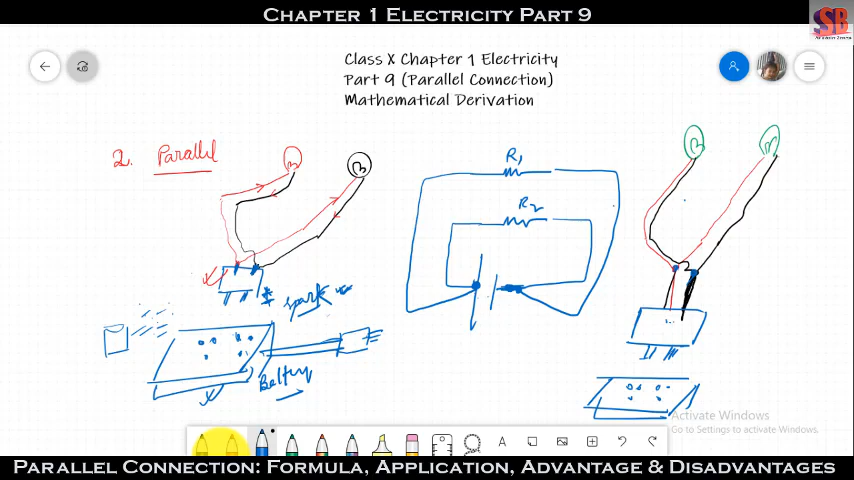 CHAPTER 1 ELECTRICITY PART 9
SB
Class X Chapter 1 Electricity
Part 9 (Parallel Connection)
Mathematical Derivation
2. Parallel
R1
R2
spark
Activate Windows
Go to Settings to activate Windows.
A
PARALLEL CONNECTION: FORMULA, APPLICATION, ADVANTAGE & DISADVANTAGES